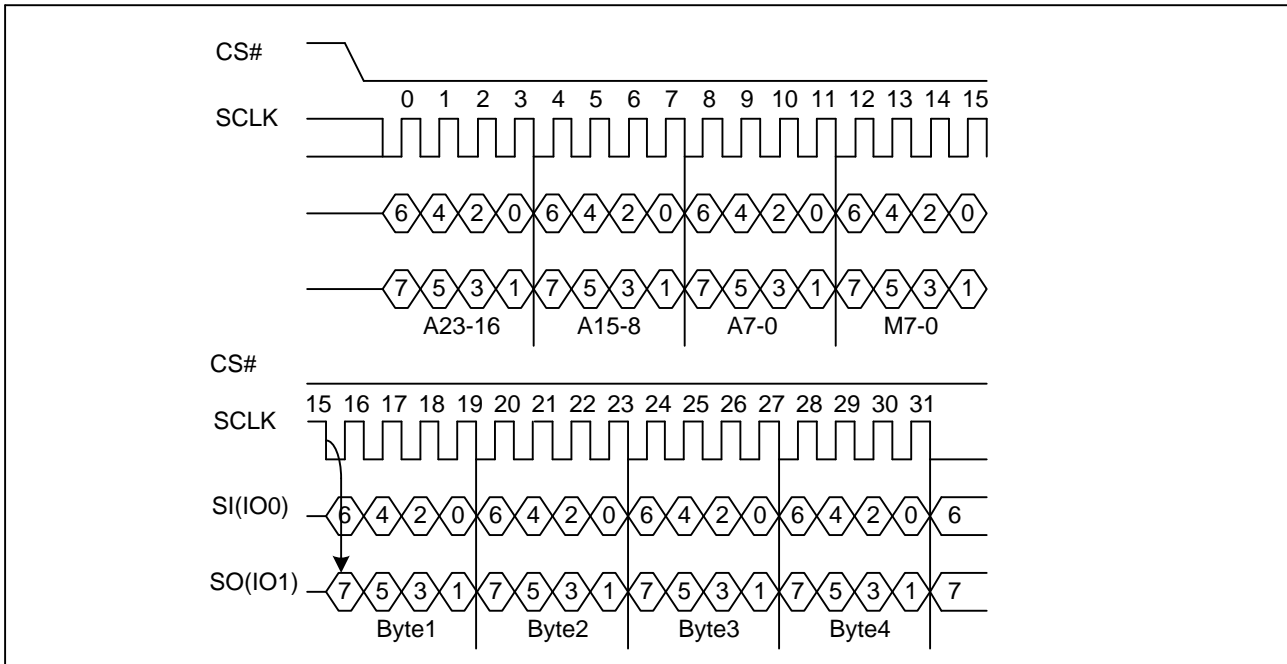 CS#
0 1 2 3 4 5 6 7 8 9 10 11 12 13 14 15
SCLK
6 4 2 0 6 4 2 0 6 4 2 0 6 4 2 0
7 5 3 1 7 5 3 1 7 5 3 1 7 5 3 1
A23-16 A15-8 A7-0 M7-0
CS#
15 16 17 18 19 20 21 22 23 24 25 26 27 28 29 30 31
SCLK
SI(IO0) 6 4 2 0 6 4 2 0 6 4 2 0 6 4 2 0 6
SO(IO1) 7 5 3 1 7 5 3 1 7 5 3 1 7 5 3 1 7
Byte1 Byte2 Byte3 Byte4